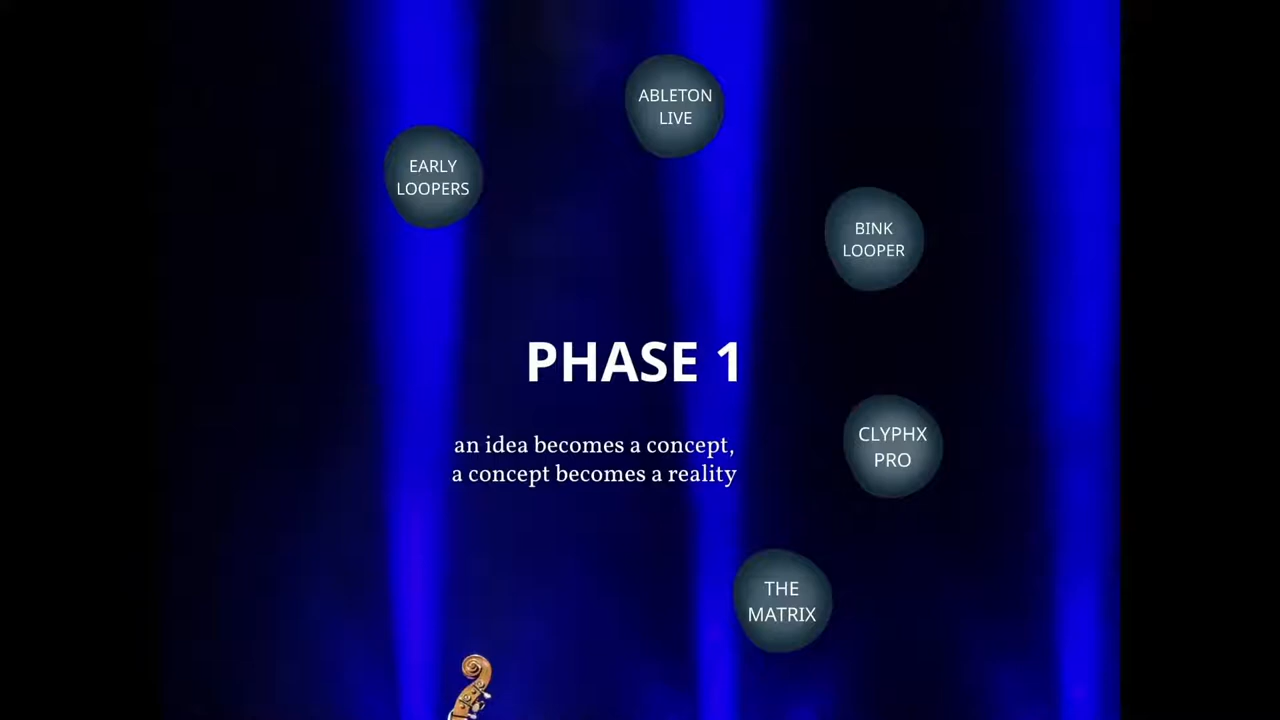 ABLETON
LIVE
EARLY
LOOPERS
BINK
LOOPER
PHASE 1
an idea becomes a concept,
a concept becomes a reality
CLYPHX
PRO
THE
MATRIX